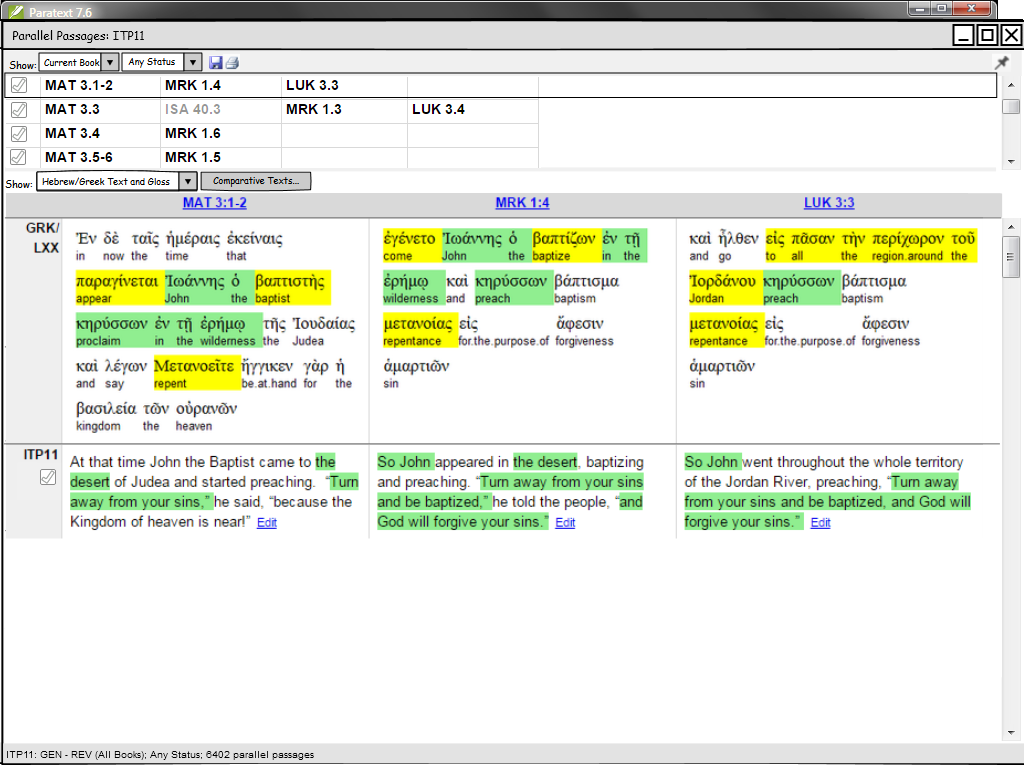 Paratext 7.6
Parallel Passages: ITP11
Show: Current Book Any Status
MAT 3.1-2 MRK 1.4 LUK 3.3
MAT 3.3 ISA 40.3 MRK 1.3 LUK 3.4
MAT 3.4 MRK 1.6
MAT 3.5-6 MRK 1.5
Show: Hebrew/Greek Text and Gloss Comparative Texts...
MAT 3:1-2 MRK 1:4 LUK 3:3
GRK/
LXX
Ἐν δὲ ταῖς ἡμέραις ἐκείναις
in now the time that
παραγίνεται Ἰωάννης ὁ βαπτιστὴς
appear John the baptist
κηρύσσων ἐν τῇ ἐρήμῳ τῆς Ἰουδαίας
proclaim in the wilderness the Judea
καὶ λέγων Μετανοεῖτε ἤγγικεν γὰρ ἡ
and say repent be.at.hand for the
βασιλεία τῶν οὐρανῶν
kingdom the heaven
ἐγένετο Ἰωάννης ὁ βαπτίζων ἐν τῇ
come John the baptize in the
ἐρήμῳ καὶ κηρύσσων βάπτισμα
wilderness and preach baptism
μετανοίας εἰς ἄφεσιν
repentance for.the.purpose.of forgiveness
ἁμαρτιῶν
sin
καὶ ἦλθεν εἰς πᾶσαν τὴν περίχωρον τοῦ
and go to all the region.around the
Ἰορδάνου κηρύσσων βάπτισμα
Jordan preach baptism
μετανοίας εἰς ἄφεσιν
repentance for.the.purpose.of forgiveness
ἁμαρτιῶν
sin
ITP11
At that time John the Baptist came to the
desert of Judea and started preaching. “Turn
away from your sins,” he said, “because the
Kingdom of heaven is near!” Edit
So John appeared in the desert, baptizing
and preaching. “Turn away from your sins
and be baptized,” he told the people, “and
God will forgive your sins.” Edit
So John went throughout the whole territory
of the Jordan River, preaching, “Turn away
from your sins and be baptized, and God will
forgive your sins.” Edit
ITP11: GEN - REV (All Books); Any Status; 6402 parallel passages